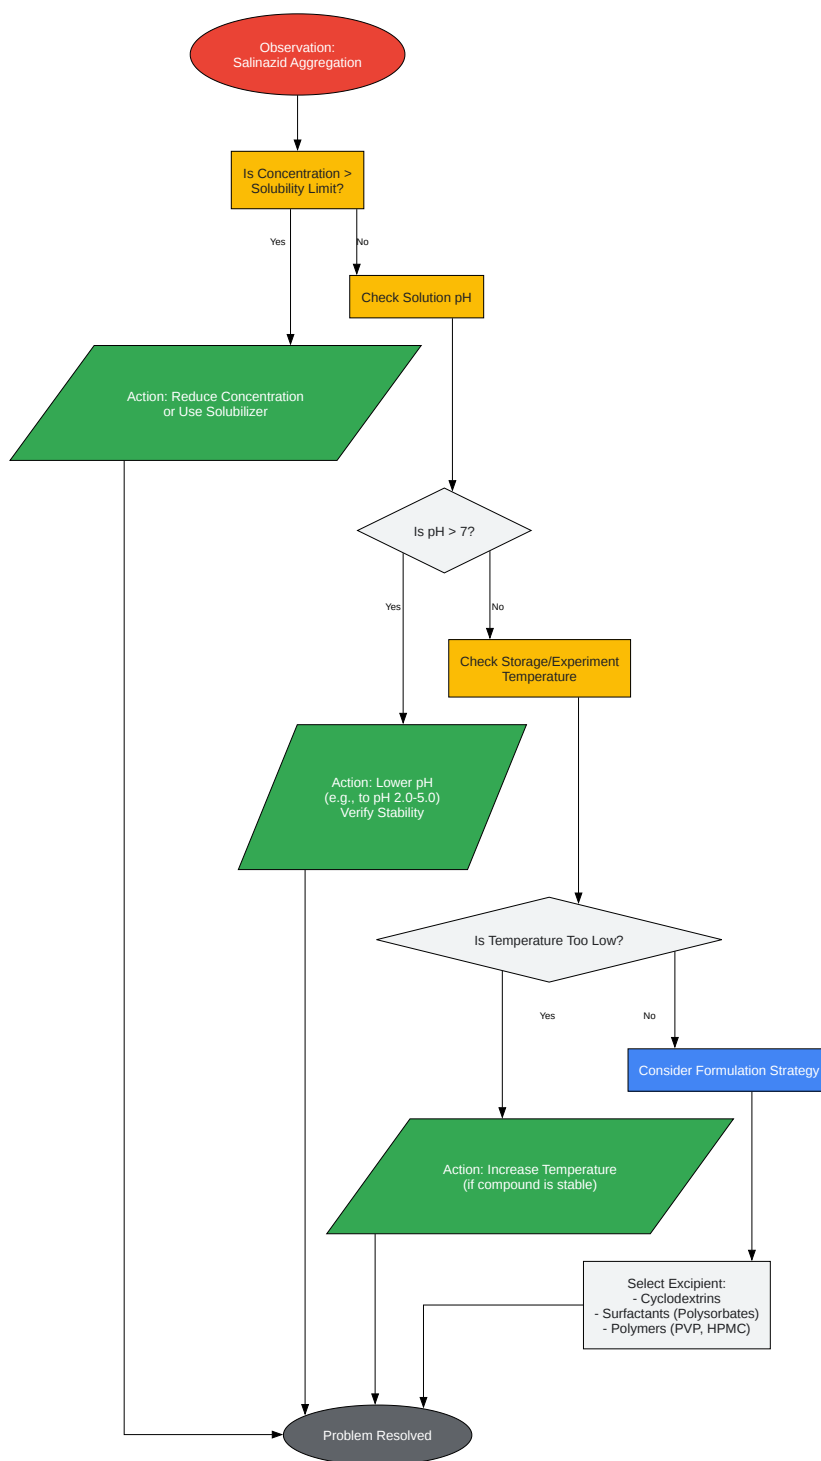 Observation:
Salinazid Aggregation
Is Concentration >
Solubility Limit?
Yes
No
Check Solution pH
Action: Reduce Concentration
or Use Solubilizer
Is pH > 7?
Yes
No
Check Storage/Experiment
Temperature
Action: Lower pH
(e.g., to pH 2.0-5.0)
Verify Stability
Is Temperature Too Low?
Yes
No
Consider Formulation Strategy
Action: Increase Temperature
(if compound is stable)
Select Excipient:
- Cyclodextrins
- Surfactants (Polysorbates)
- Polymers (PVP, HPMC)
Problem Resolved